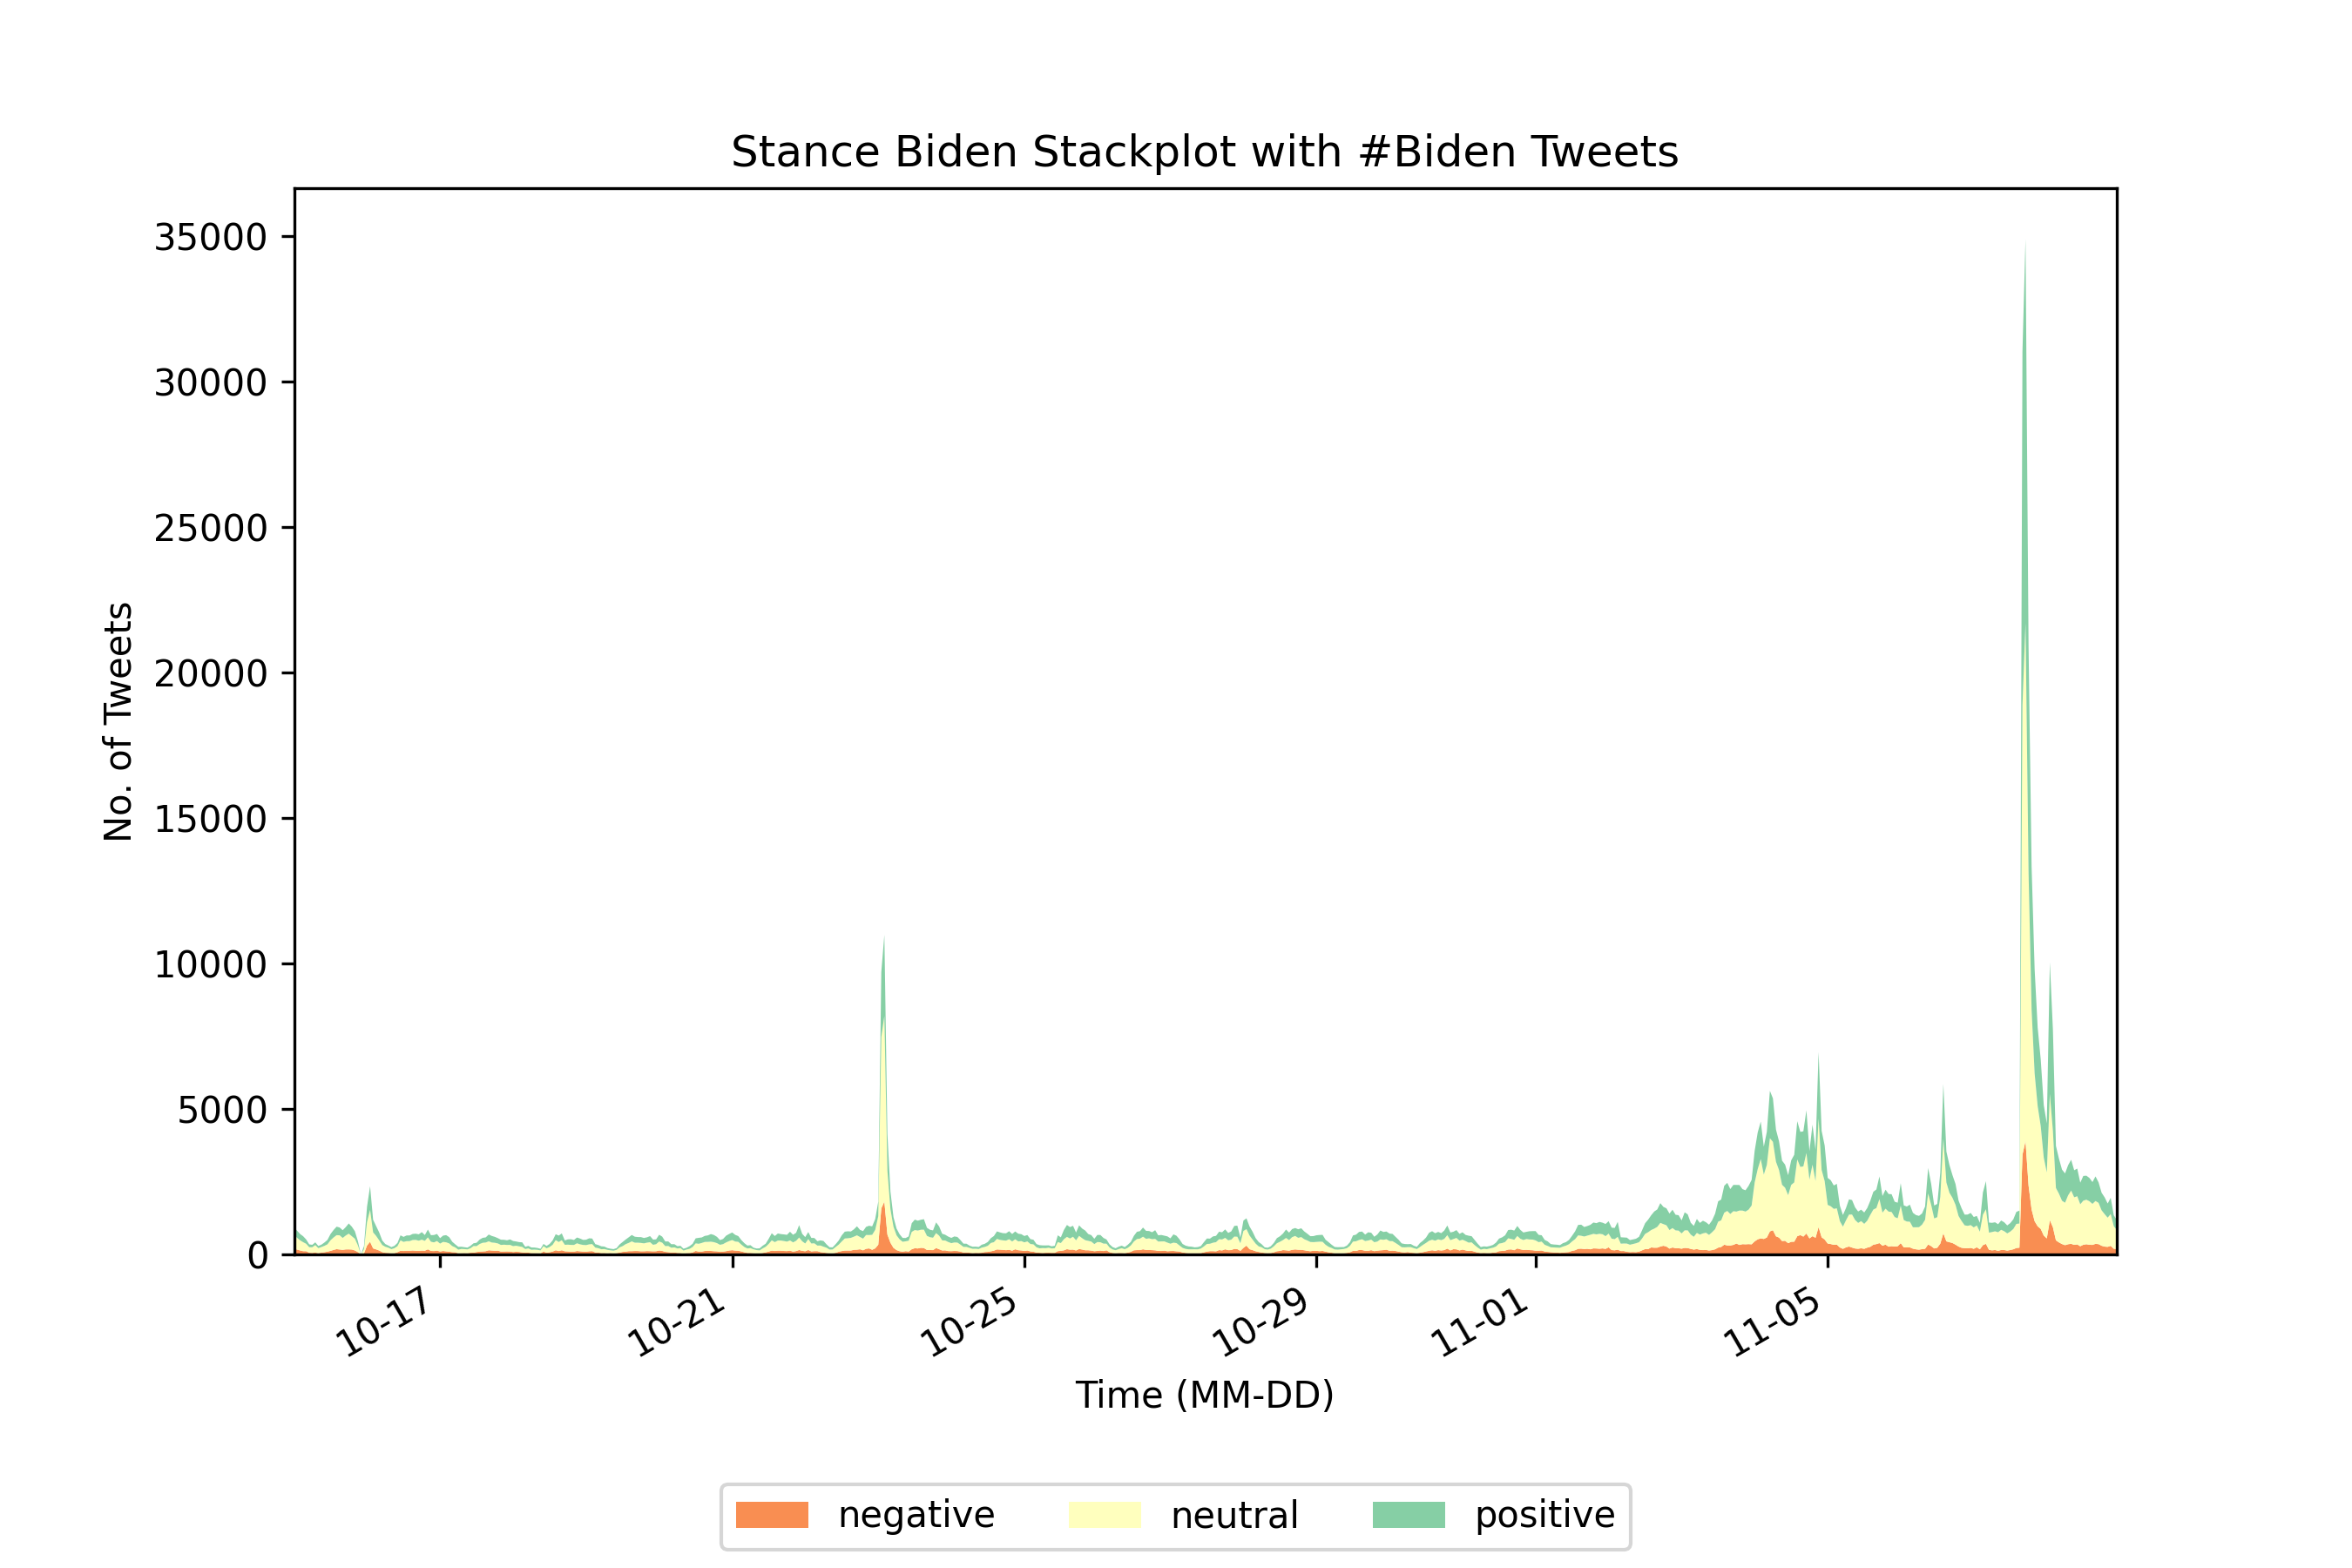 Stance Biden Stackplot with #Biden Tweets
35000
30000
25000
20000
15000
10000
5000
0
No. of Tweets
10-17
10-21
10-25
10-29
11-01
11-05
Time (MM-DD)
negative
neutral
positive